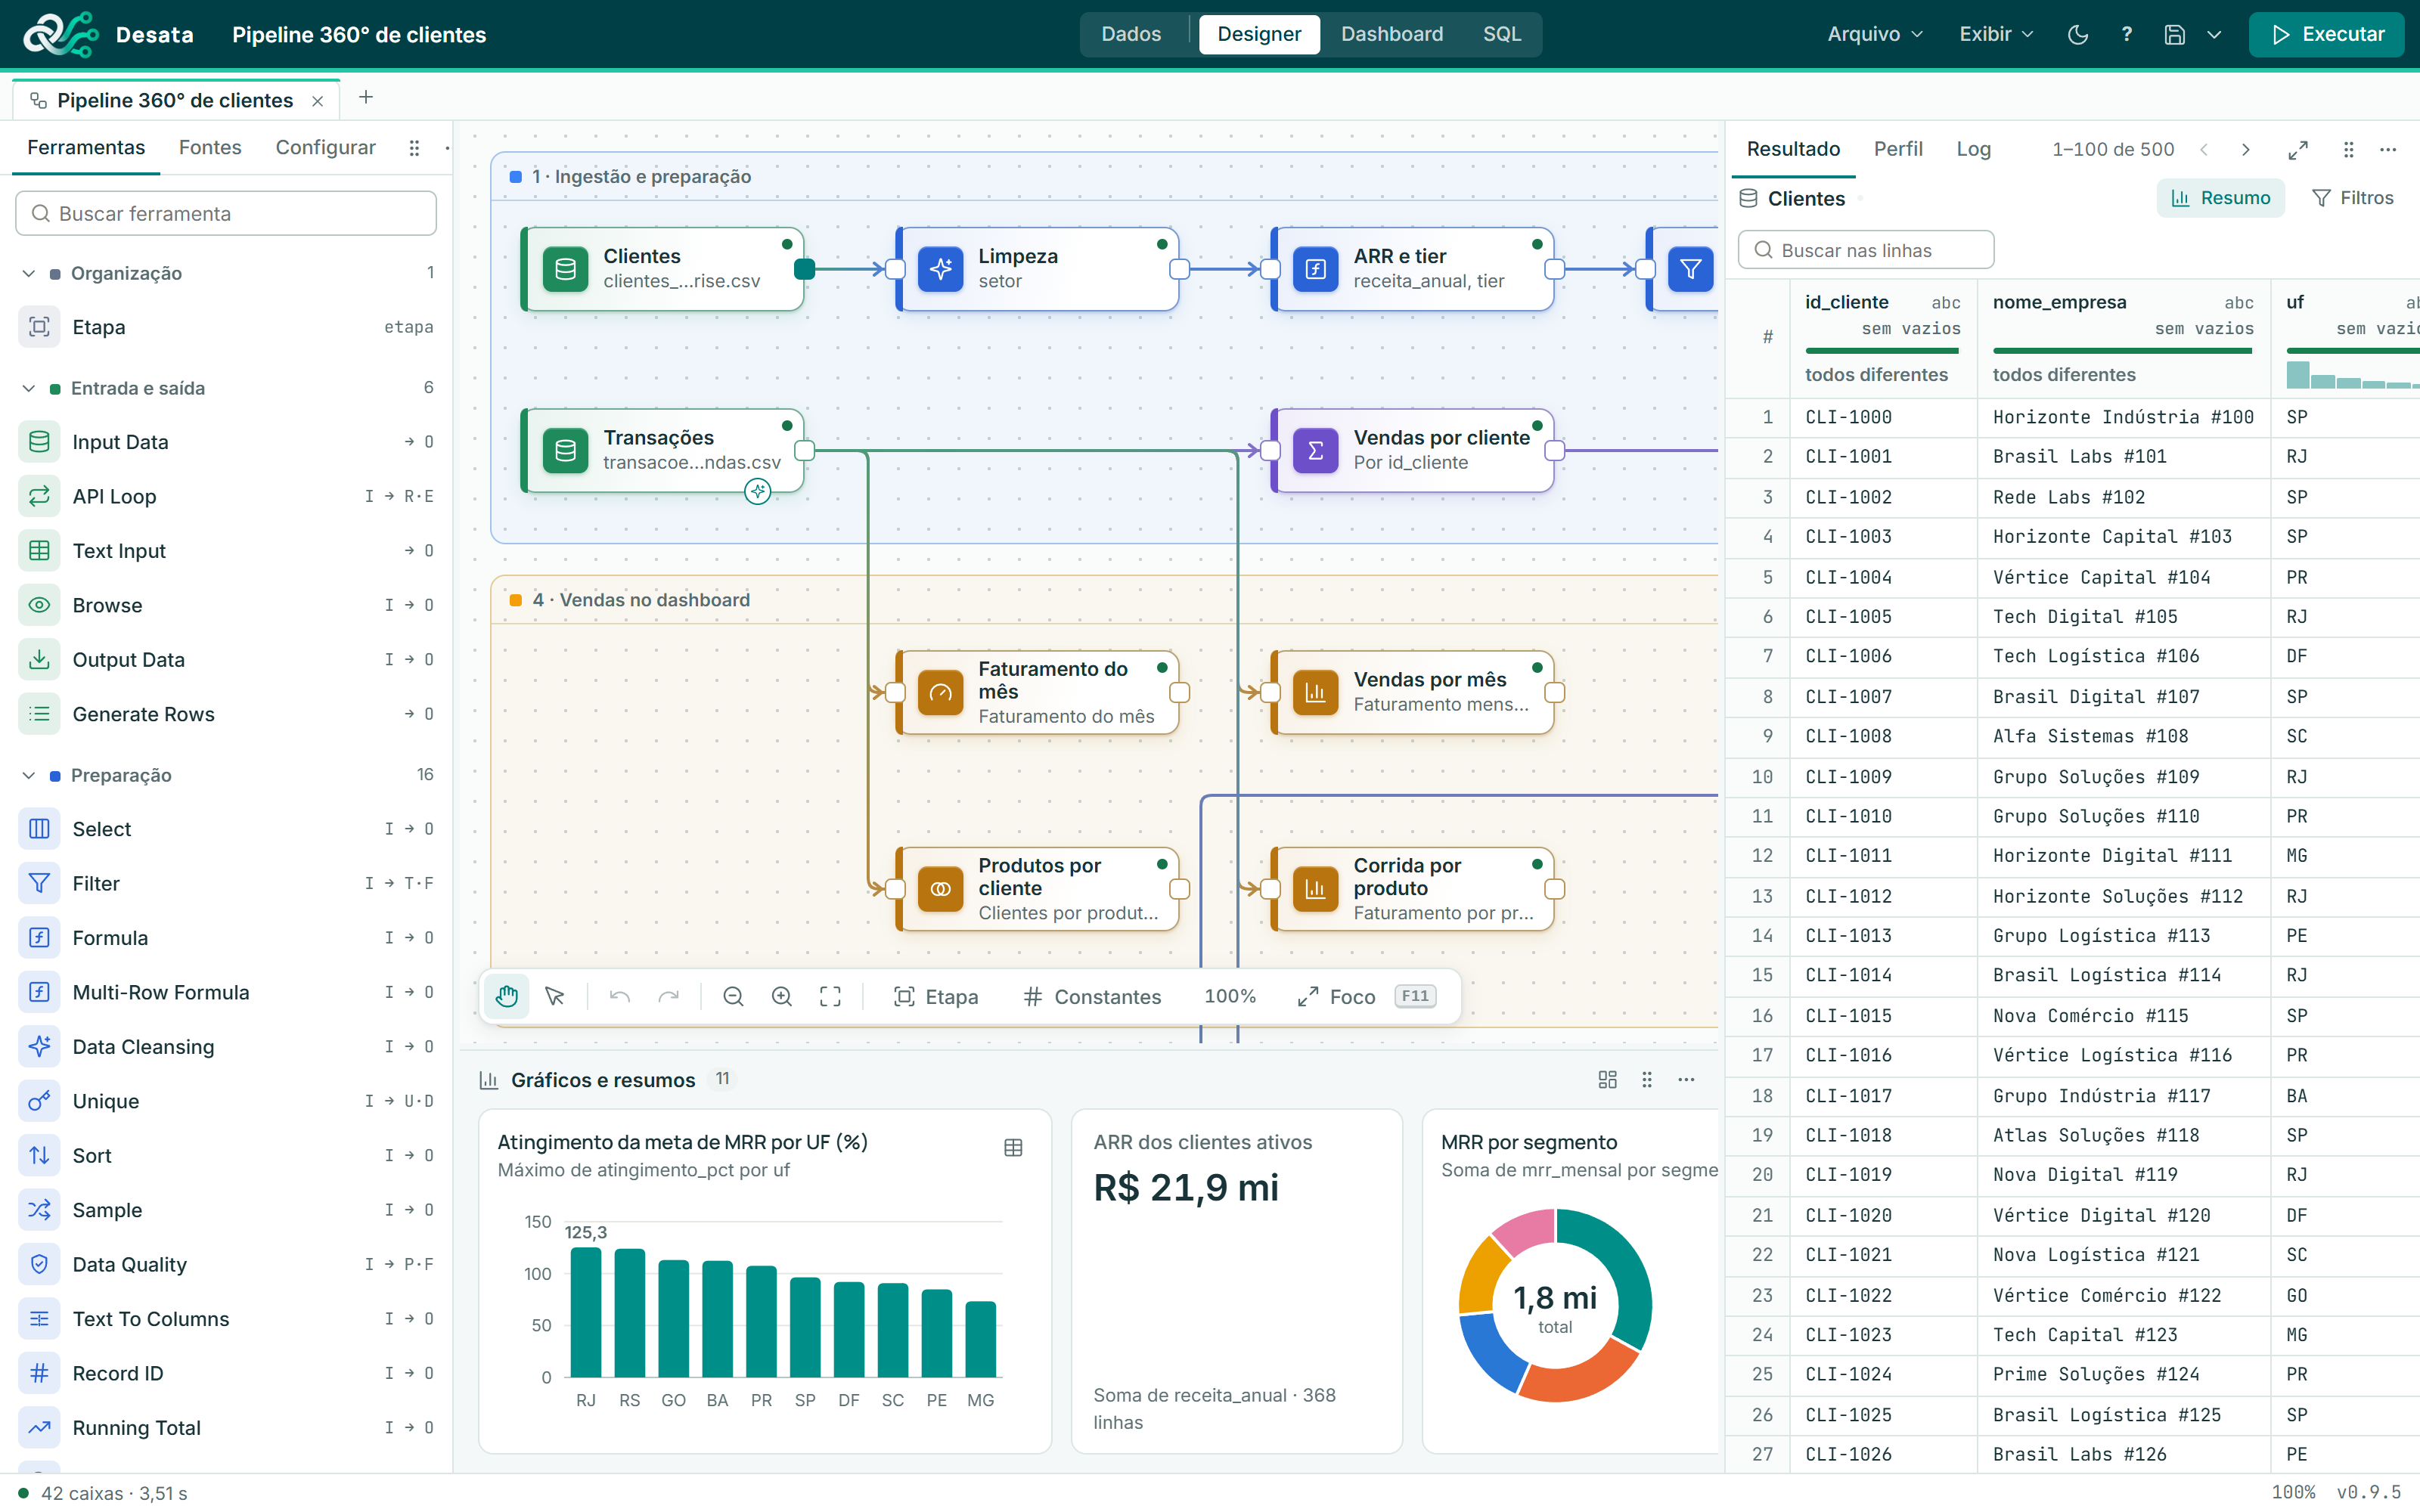 Desata
Pipeline 360° de clientes
Dados
Designer
Dashboard
SQL
Arquivo
Exibir
?
Executar
Pipeline 360° de clientes
Ferramentas
Fontes
Configurar
Buscar ferramenta
Organização 1
Etapa etapa
Entrada e saída 6
Input Data → O
API Loop I → R·E
Text Input → O
Browse I → O
Output Data I → O
Generate Rows → O
Preparação 16
Select I → O
Filter I → T·F
Formula I → O
Multi-Row Formula I → O
Data Cleansing I → O
Unique I → U·D
Sort I → O
Sample I → O
Data Quality I → P·F
Text To Columns I → O
Record ID I → O
Running Total I → O
1 · Ingestão e preparação
Clientes
clientes_...rise.csv
Limpeza
setor
ARR e tier
receita_anual, tier
Transações
transacoe...ndas.csv
Vendas por cliente
Por id_cliente
4 · Vendas no dashboard
Faturamento do
mês
Faturamento do mês
Vendas por mês
Faturamento mens...
Produtos por
cliente
Clientes por produt...
Corrida por
produto
Faturamento por pr...
Etapa
Constantes
100%
Foco F11
Gráficos e resumos 11
Atingimento da meta de MRR por UF (%)
Máximo de atingimento_pct por uf
150
125,3
100
50
0
RJ RS GO BA PR SP DF SC PE MG
ARR dos clientes ativos
R$ 21,9 mi
Soma de receita_anual · 368
linhas
MRR por segmento
Soma de mrr_mensal por segme
1,8 mi
total
Resultado
Perfil
Log
1–100 de 500
Clientes
Resumo
Filtros
Buscar nas linhas
# id_cliente abc nome_empresa abc uf
sem vazios sem vazios
todos diferentes todos diferentes
1 CLI-1000 Horizonte Indústria #100 SP
2 CLI-1001 Brasil Labs #101 RJ
3 CLI-1002 Rede Labs #102 SP
4 CLI-1003 Horizonte Capital #103 SP
5 CLI-1004 Vértice Capital #104 PR
6 CLI-1005 Tech Digital #105 RJ
7 CLI-1006 Tech Logística #106 DF
8 CLI-1007 Brasil Digital #107 SP
9 CLI-1008 Alfa Sistemas #108 SC
10 CLI-1009 Grupo Soluções #109 RJ
11 CLI-1010 Grupo Soluções #110 PR
12 CLI-1011 Horizonte Digital #111 MG
13 CLI-1012 Horizonte Soluções #112 RJ
14 CLI-1013 Grupo Logística #113 PE
15 CLI-1014 Brasil Logística #114 RJ
16 CLI-1015 Nova Comércio #115 SP
17 CLI-1016 Vértice Logística #116 PR
18 CLI-1017 Grupo Indústria #117 BA
19 CLI-1018 Atlas Soluções #118 SP
20 CLI-1019 Nova Digital #119 RJ
21 CLI-1020 Vértice Digital #120 DF
22 CLI-1021 Nova Logística #121 SC
23 CLI-1022 Vértice Comércio #122 GO
24 CLI-1023 Tech Capital #123 MG
25 CLI-1024 Prime Soluções #124 PR
26 CLI-1025 Brasil Logística #125 SP
27 CLI-1026 Brasil Labs #126 PE
42 caixas · 3,51 s
100%
v0.9.5